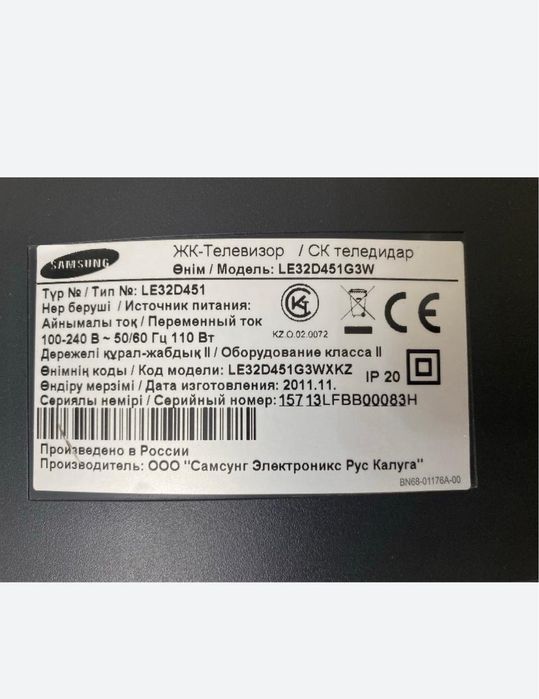 SAMSUNG
ЖК-Телевизор / СК теледидар
Өнім / Модель: LE32D451G3W
Түр № / Тип №: LE32D451
Нәр беруші / Источник питания:
Айнымалы тоқ / Переменный ток
100-240 В ~ 50/60 Гц 110 Вт
KZ.O.02.0072
Дәрежелі құрал-жабдық II / Оборудование класса II
Өнімнің коды / Код модели: LE32D451G3WXKZ
IP 20
Өндіру мерзімі / Дата изготовления: 2011.11.
Сериялы немірі / Серийный номер: 15713LFBB00083H
Произведено в России
Производитель: ООО "Самсунг Электроникс Рус Калуга"
BN68-01176A-00